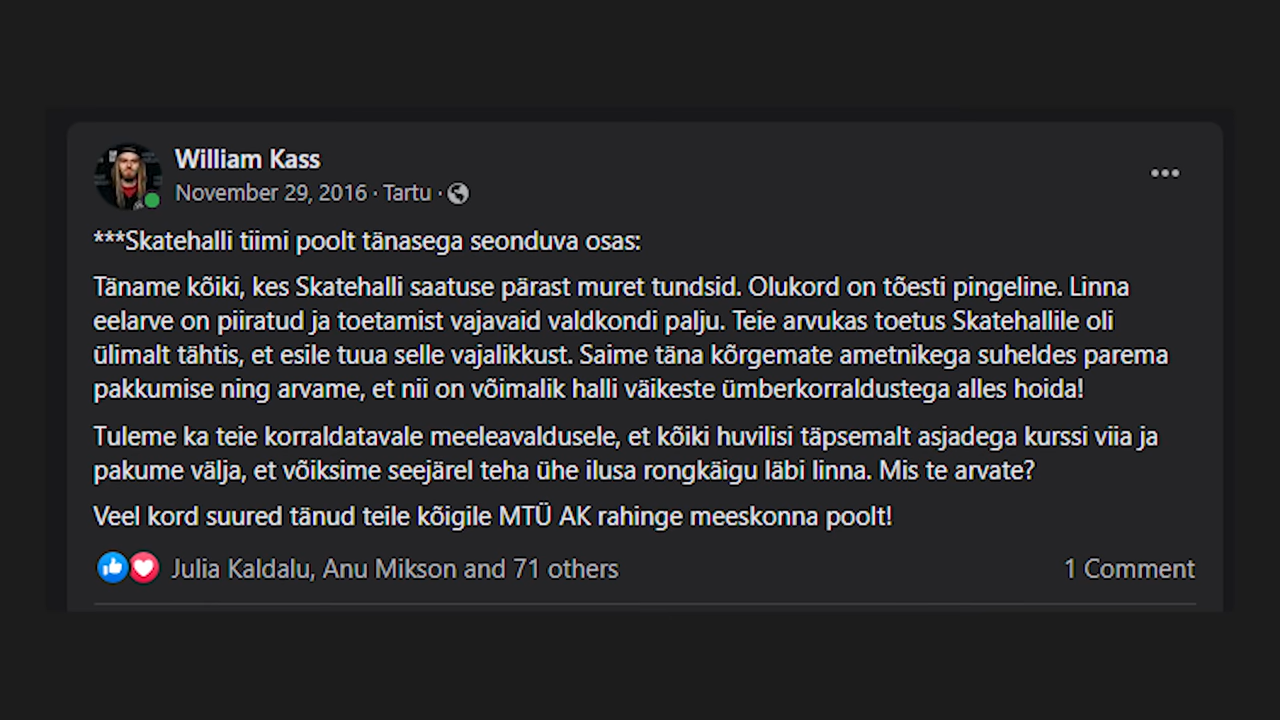 William Kass
November 29, 2016 · Tartu ·
***Skatehalli tiimi poolt tänasega seonduva osas:
Täname kõiki, kes Skatehalli saatuse pärast muret tundsid. Olukord on tõesti pingeline. Linna
eelarve on piiratud ja toetamist vajavaid valdkondi palju. Teie arvukas toetus Skatehallile oli
ülimalt tähtis, et esile tuua selle vajalikkust. Saime täna kõrgemate ametnikega suheldes parema
pakkumise ning arvame, et nii on võimalik halli väikeste ümberkorraldustega alles hoida!
Tuleme ka teie korraldatavale meeleavaldusele, et kõiki huvilisi täpsemalt asjadega kurssi viia ja
pakume välja, et võiksime seejärel teha ühe ilusa rongkäigu läbi linna. Mis te arvate?
Veel kord suured tänud teile kõigile MTÜ AK rahinge meeskonna poolt!
Julia Kaldalu, Anu Mikson and 71 others
1 Comment